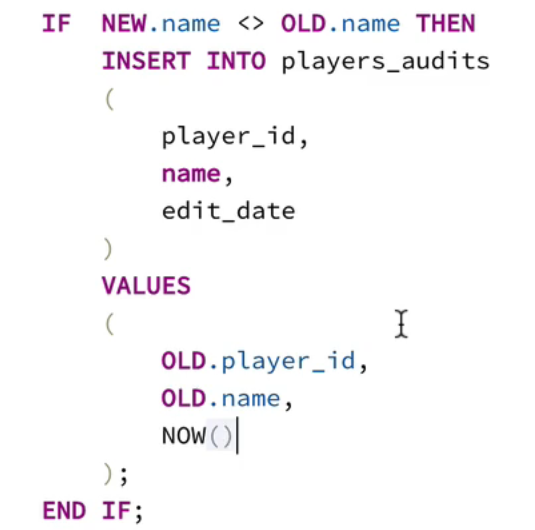 IF NEW.name <> OLD.name THEN
INSERT INTO players_audits
(
player_id,
name,
edit_date
)
VALUES
(
OLD.player_id,
OLD.name,
NOW()
);
END IF;